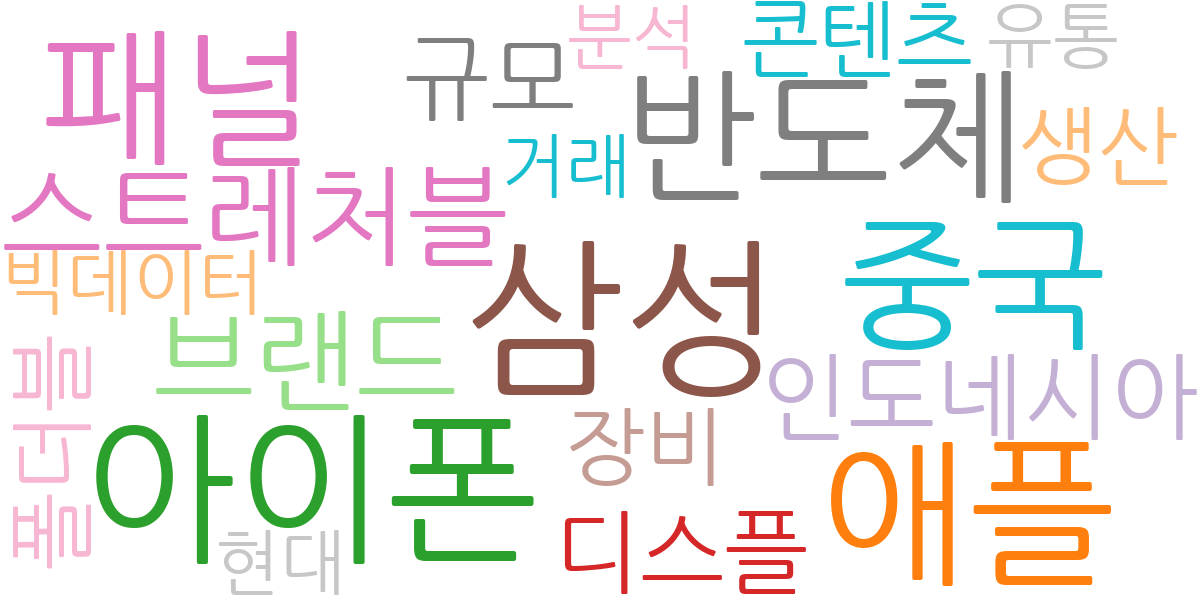 패널
규모
분석
콘텐츠
유통
반도체
거래
생산
스트레처블
빅데이터
삼성
중국
브랜드
폴더블
인도네시아
아이폰
장비
애플
현대
디스플